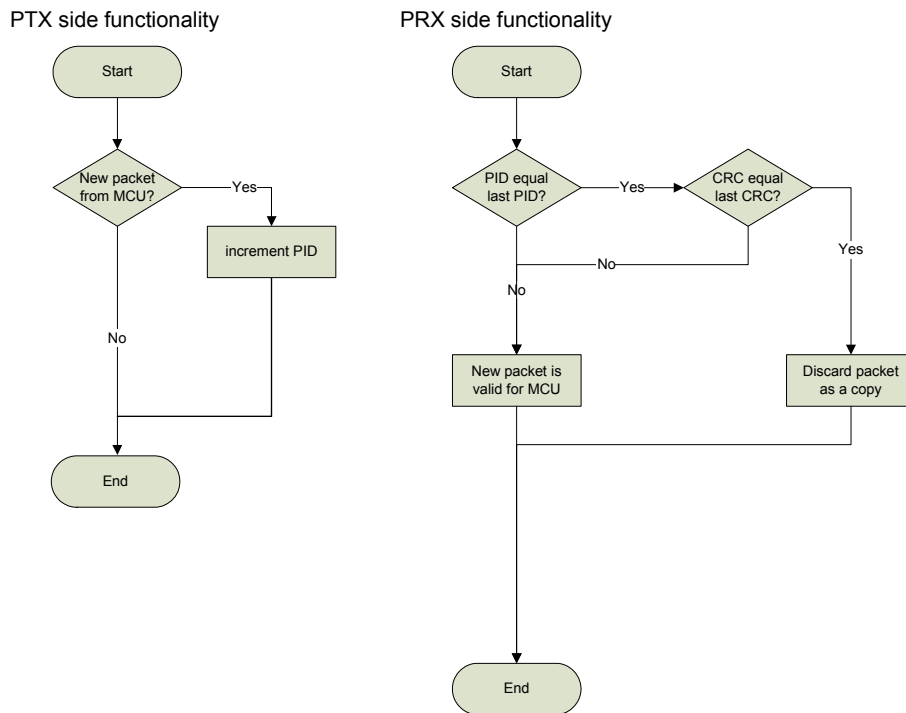 PTX side functionality
Start
New packet
from MCU?
Yes
increment PID
No
End
PRX side functionality
Start
PID equal
last PID?
Yes
CRC equal
last CRC?
Yes
No
No
New packet is
valid for MCU
Discard packet
as a copy
End